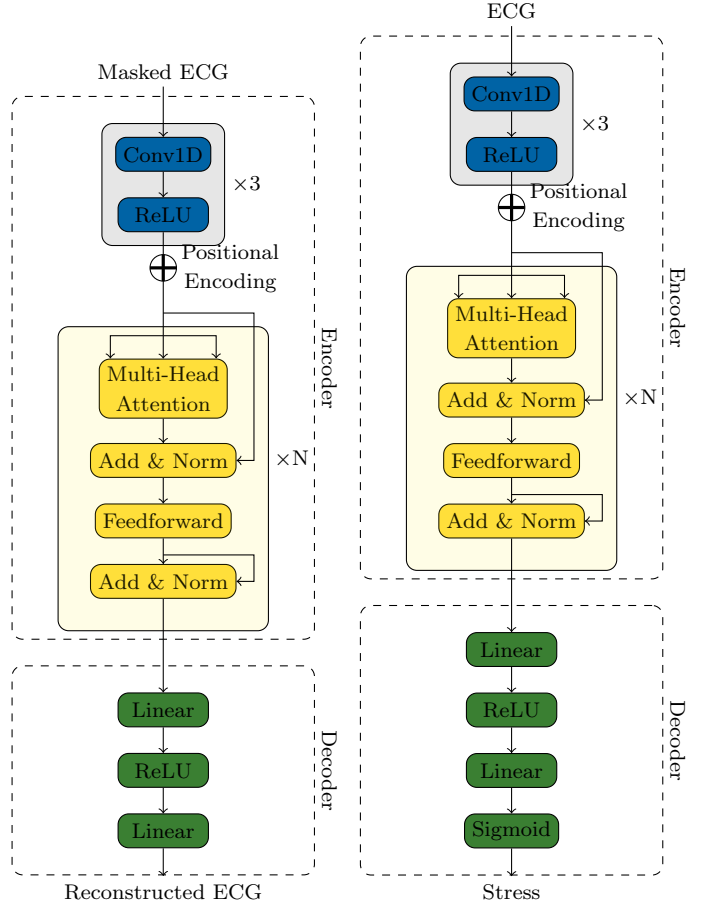 Masked ECG
Conv1D
ReLU
×3
Positional
Encoding
Multi-Head
Attention
Add & Norm
Feedforward
Add & Norm
×N
Encoder
Linear
ReLU
Linear
Decoder
Reconstructed ECG
ECG
Conv1D
ReLU
×3
Positional
Encoding
Multi-Head
Attention
Add & Norm
Feedforward
Add & Norm
×N
Encoder
Linear
ReLU
Linear
Sigmoid
Decoder
Stress